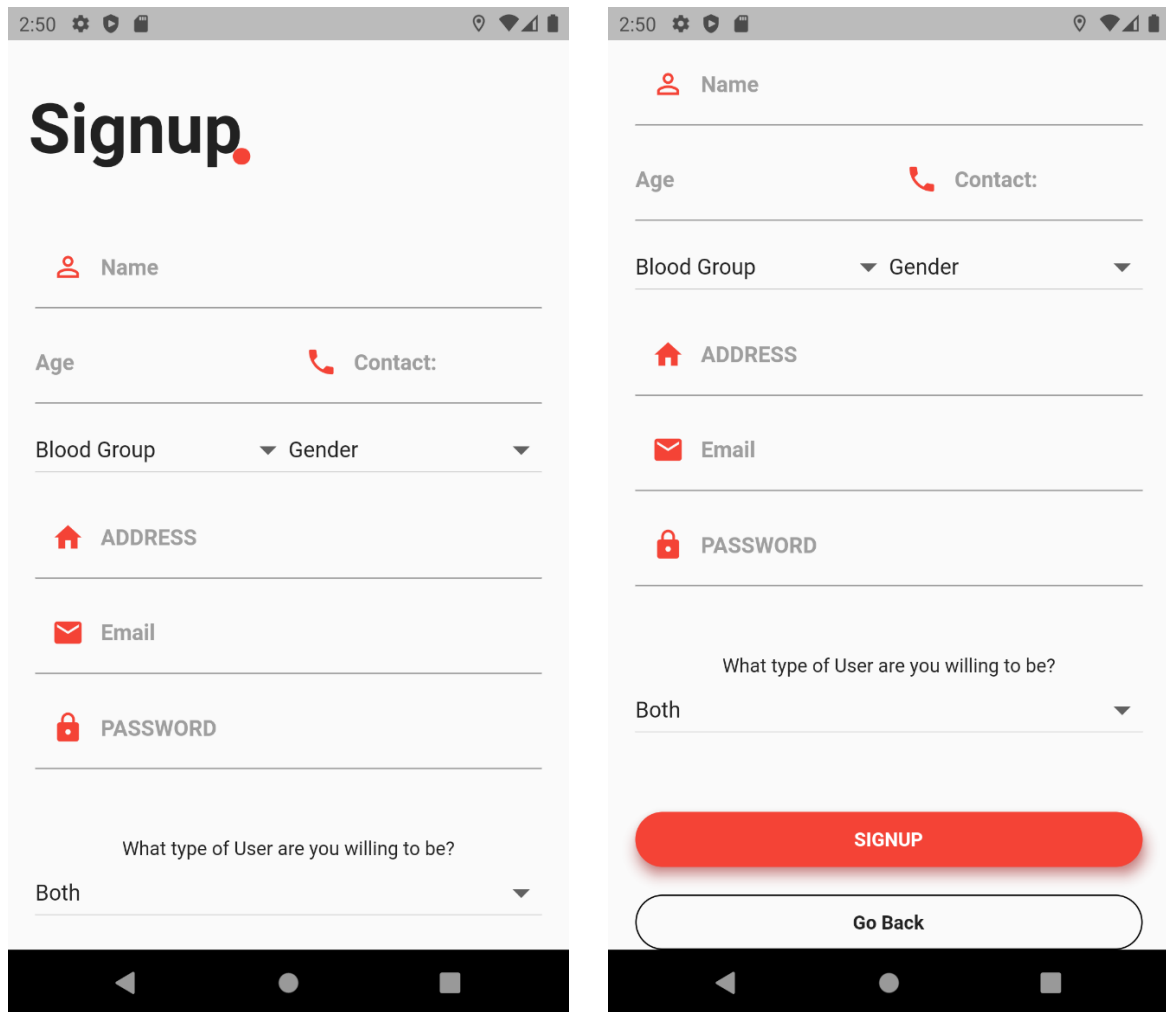 2:50
Signup.
Name
Age Contact:
Blood Group Gender
ADDRESS
Email
PASSWORD
What type of User are you willing to be?
Both
2:50
Name
Age Contact:
Blood Group Gender
ADDRESS
Email
PASSWORD
What type of User are you willing to be?
Both
SIGNUP
Go Back